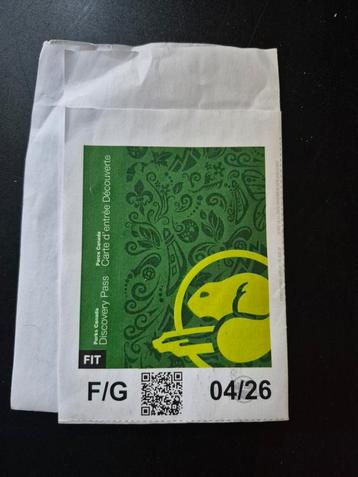 Parks Canada
Discovery Pass
Parcs Canada
Carte d'entrée Découverte
FIT
F/G
04/26